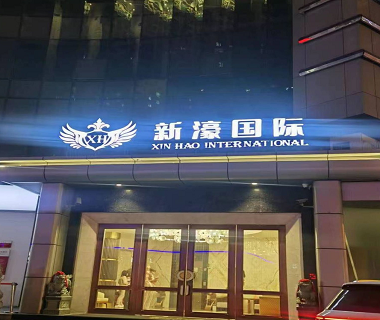 XH
新濠国际
XIN HAO INTERNATIONAL